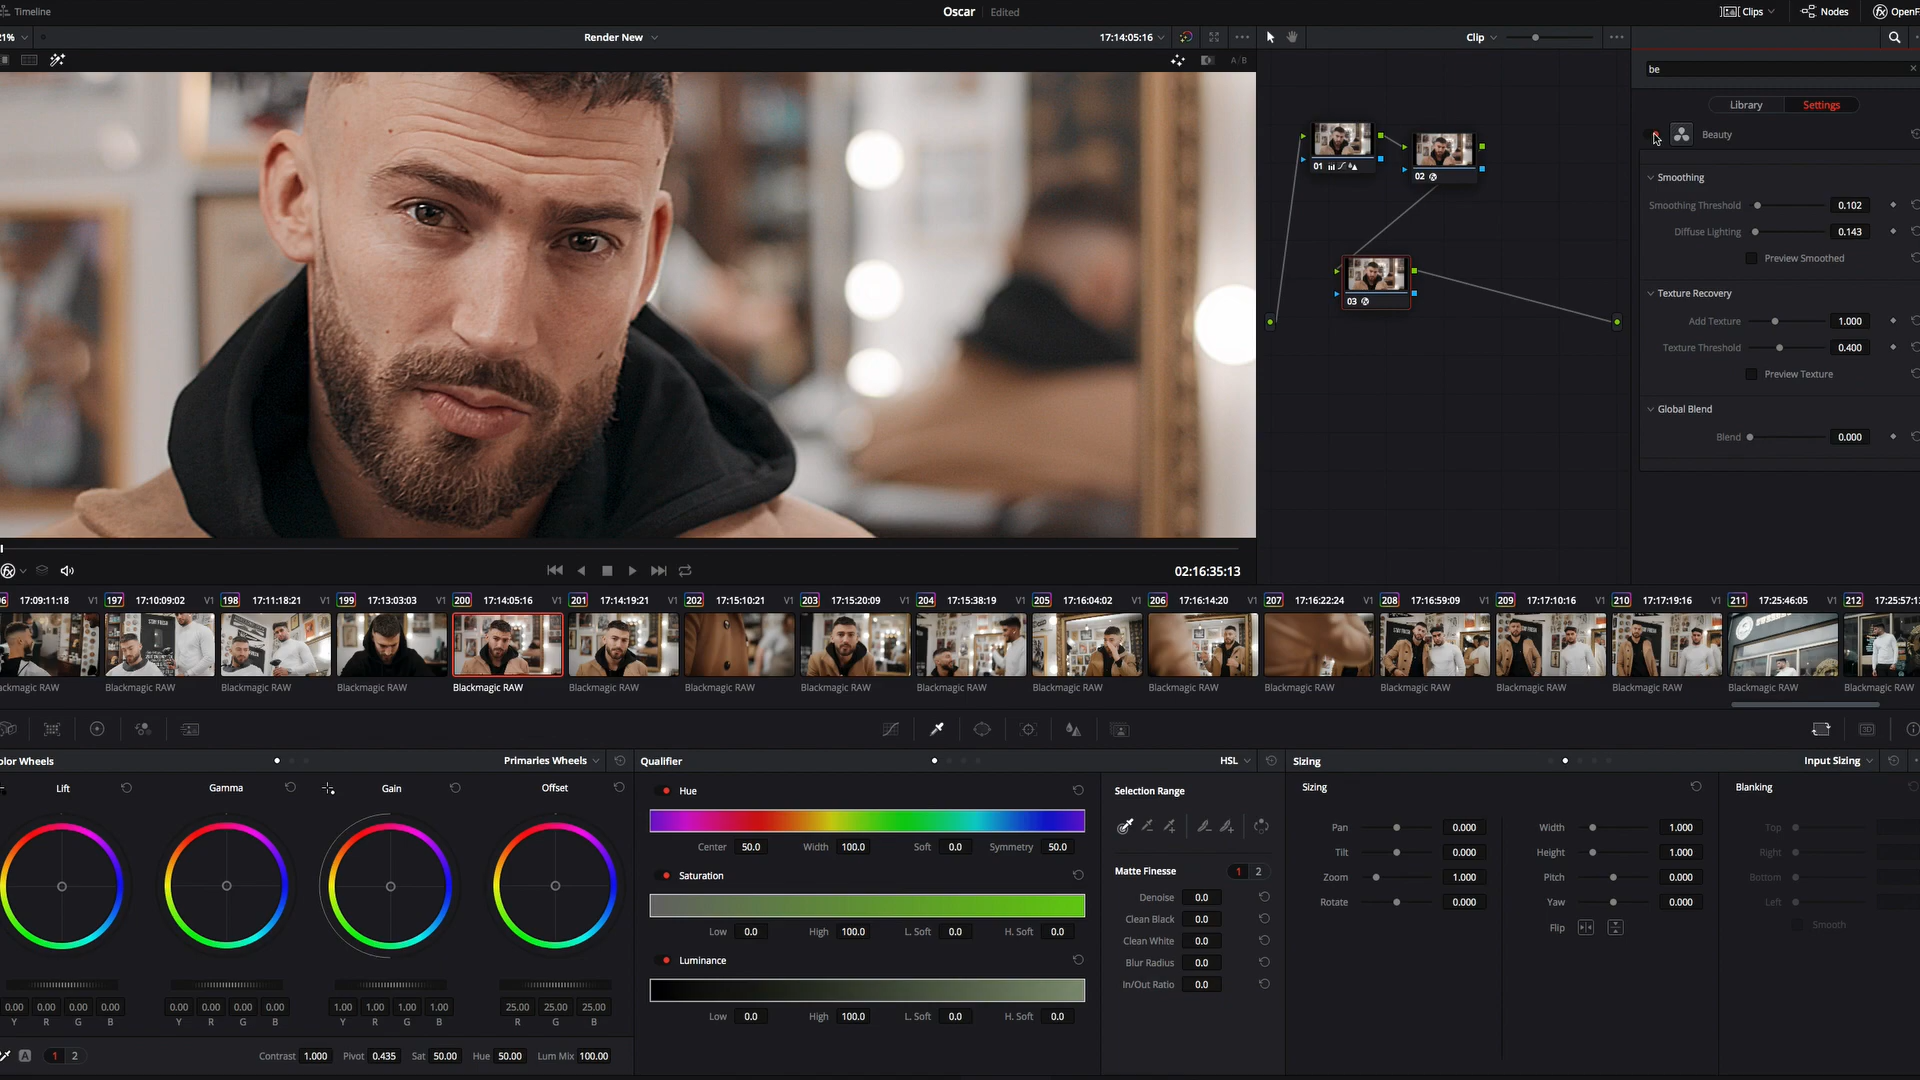 Timeline
Oscar Edited
Clips Nodes OpenF
21% Render New 17:14:05:16 Clip
A/B
be
Library Settings
Beauty
Smoothing
Smoothing Threshold 0.102
Diffuse Lighting 0.143
Preview Smoothed
Texture Recovery
Add Texture 1.000
Texture Threshold 0.400
Preview Texture
Global Blend
Blend 0.000
01
02
03
02:16:35:13
6 17:09:11:18 V1 197 17:10:09:02 V1 198 17:11:18:21 V1 199 17:13:03:03 V1 200 17:14:05:16 V1 201 17:14:19:21 V1 202 17:15:10:21 V1 203 17:15:20:09 V1 204 17:15:38:19 V1 205 17:16:04:02 V1 206 17:16:14:20 V1 207 17:16:22:24 V1 208 17:16:59:09 V1 209 17:17:10:16 V1 210 17:17:19:16 V1 211 17:25:46:05 V1 212 17:25:57:1
ackmagic RAW Blackmagic RAW Blackmagic RAW Blackmagic RAW Blackmagic RAW Blackmagic RAW Blackmagic RAW Blackmagic RAW Blackmagic RAW Blackmagic RAW Blackmagic RAW Blackmagic RAW Blackmagic RAW Blackmagic RAW Blackmagic RAW Blackmagic RAW Blackmagic RAW
3D
olor Wheels Primaries Wheels
Lift Gamma Gain Offset
0.00 0.00 0.00 0.00 0.00 0.00 0.00 0.00 1.00 1.00 1.00 1.00 25.00 25.00 25.00
Y R G B Y R G B Y R G B R G B
A 1 2 Contrast 1.000 Pivot 0.435 Sat 50.00 Hue 50.00 Lum Mix 100.00
Qualifier HSL
Hue
Center 50.0 Width 100.0 Soft 0.0 Symmetry 50.0
Saturation
Low 0.0 High 100.0 L. Soft 0.0 H. Soft 0.0
Luminance
Low 0.0 High 100.0 L. Soft 0.0 H. Soft 0.0
Selection Range
Matte Finesse 1 2
Denoise 0.0
Clean Black 0.0
Clean White 0.0
Blur Radius 0.0
In/Out Ratio 0.0
Sizing Input Sizing
Sizing
Pan 0.000 Width 1.000
Tilt 0.000 Height 1.000
Zoom 1.000 Pitch 0.000
Rotate 0.000 Yaw 0.000
Flip
Blanking
Top
Right
Bottom
Left
Smooth